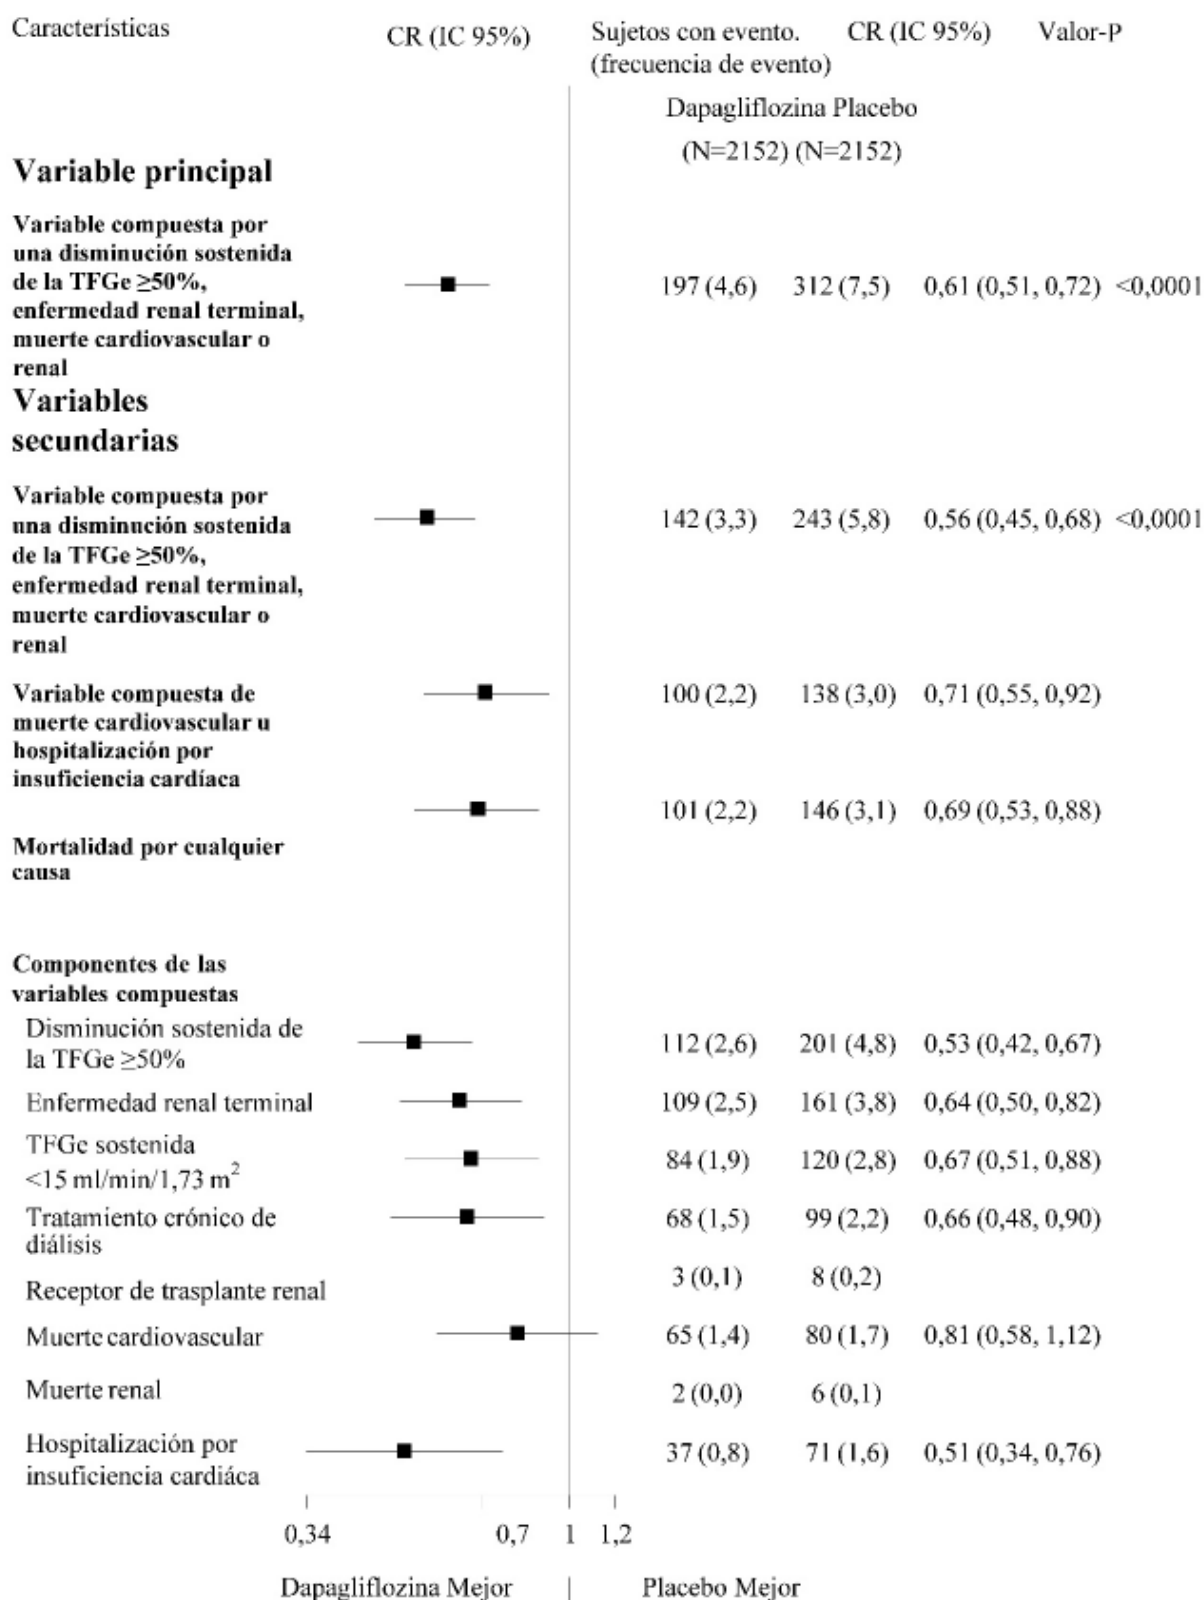 Características
CR (IC 95%)
Sujetos con evento. CR (IC 95%) Valor-P
(frecuencia de evento)
Dapagliflozina Placebo
(N=2152) (N=2152)
Variable principal
Variable compuesta por
una disminución sostenida
de la TFGe ≥50%,
enfermedad renal terminal,
muerte cardiovascular o
renal
197 (4,6) 312 (7,5) 0,61 (0,51, 0,72) <0,0001
Variables
secundarias
Variable compuesta por
una disminución sostenida
de la TFGe ≥50%,
enfermedad renal terminal,
muerte cardiovascular o
renal
142 (3,3) 243 (5,8) 0,56 (0,45, 0,68) <0,0001
Variable compuesta de
muerte cardiovascular u
hospitalización por
insuficiencia cardíaca
100 (2,2) 138 (3,0) 0,71 (0,55, 0,92)
101 (2,2) 146 (3,1) 0,69 (0,53, 0,88)
Mortalidad por cualquier
causa
Componentes de las
variables compuestas
Disminución sostenida de
la TFGe ≥50%
112 (2,6) 201 (4,8) 0,53 (0,42, 0,67)
Enfermedad renal terminal
109 (2,5) 161 (3,8) 0,64 (0,50, 0,82)
TFGe sostenida
<15 ml/min/1,73 m²
84 (1,9) 120 (2,8) 0,67 (0,51, 0,88)
Tratamiento crónico de
diálisis
68 (1,5) 99 (2,2) 0,66 (0,48, 0,90)
Receptor de trasplante renal
3 (0,1) 8 (0,2)
Muerte cardiovascular
65 (1,4) 80 (1,7) 0,81 (0,58, 1,12)
Muerte renal
2 (0,0) 6 (0,1)
Hospitalización por
insuficiencia cardiáca
37 (0,8) 71 (1,6) 0,51 (0,34, 0,76)
0,34 0,7 1 1,2
Dapagliflozina Mejor | Placebo Mejor